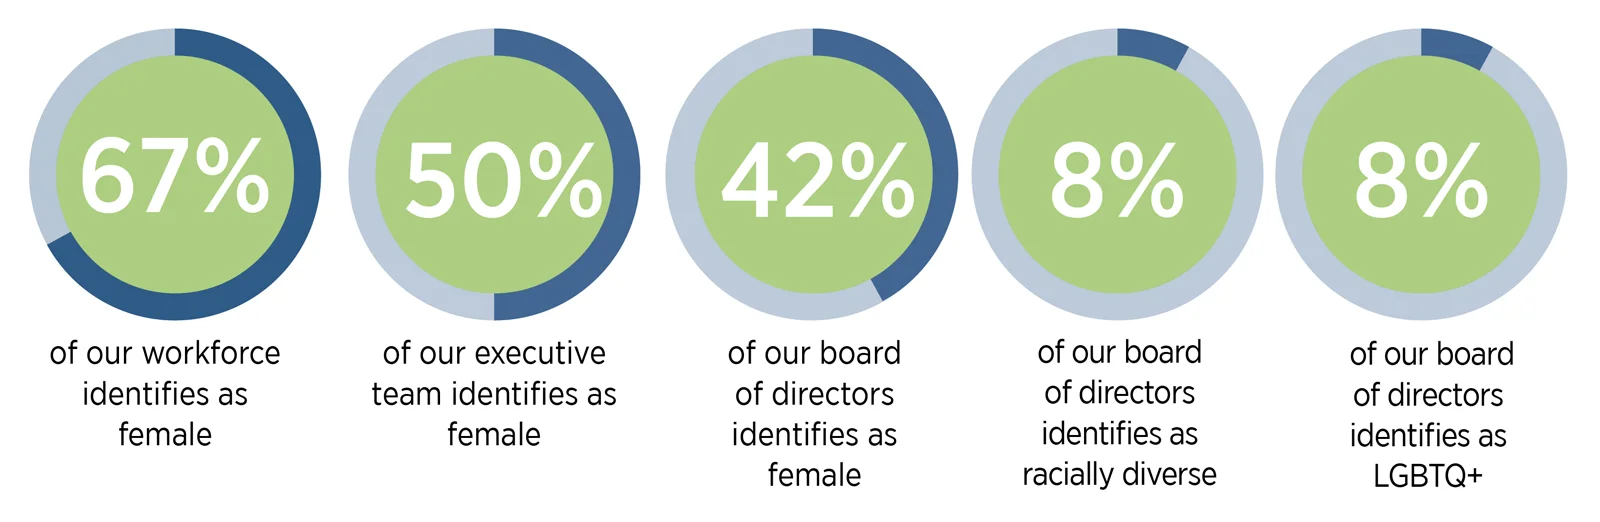 67%
of our workforce
identifies as
female
50%
of our executive
team identifies as
female
42%
of our board
of directors
identifies as
female
8%
of our board
of directors
identifies as
racially diverse
8%
of our board
of directors
identifies as
LGBTQ+